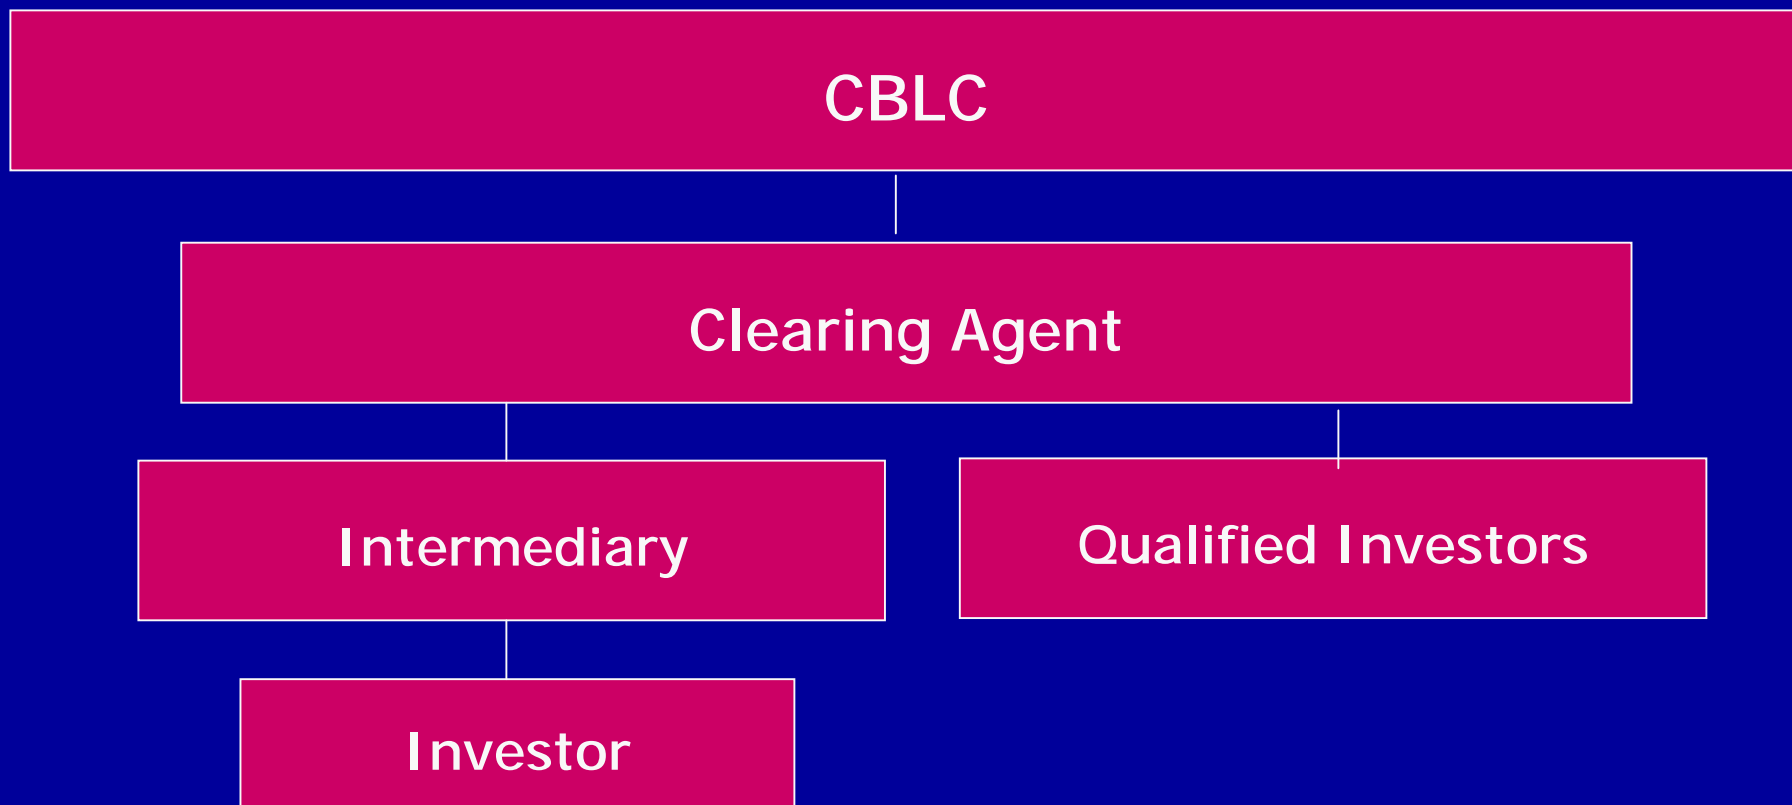 CBLC
Clearing Agent
Intermediary
Qualified Investors
Investor